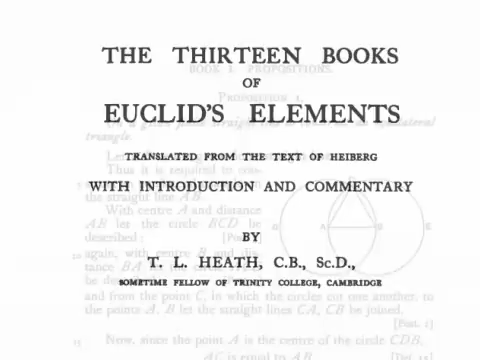 THE THIRTEEN BOOKS
BOOK I. PROPOSITIONS.
OF
PROPOSITION 1.
EUCLID'S ELEMENTS
equilateral
triangle.
TRANSLATED FROM THE TEXT OF HEIBERG
Thus it is required to con-
WITH INTRODUCTION AND COMMENTARY
the straight line AB.
With centre A and distance
AB let the circle BCD be
described;
BY
again, with centre B and dis-
T. L. HEATH, C.B., Sc.D.,
SOMETIME FELLOW OF TRINITY COLLEGE, CAMBRIDGE
and from the point C, in which the circles cut one another, to
the points A, B let the straight lines CA, CB be joined.
[Post. 1]
15 Now, since the point A is the centre of the circle CDB,
AC is equal to AB. [Def. 15]